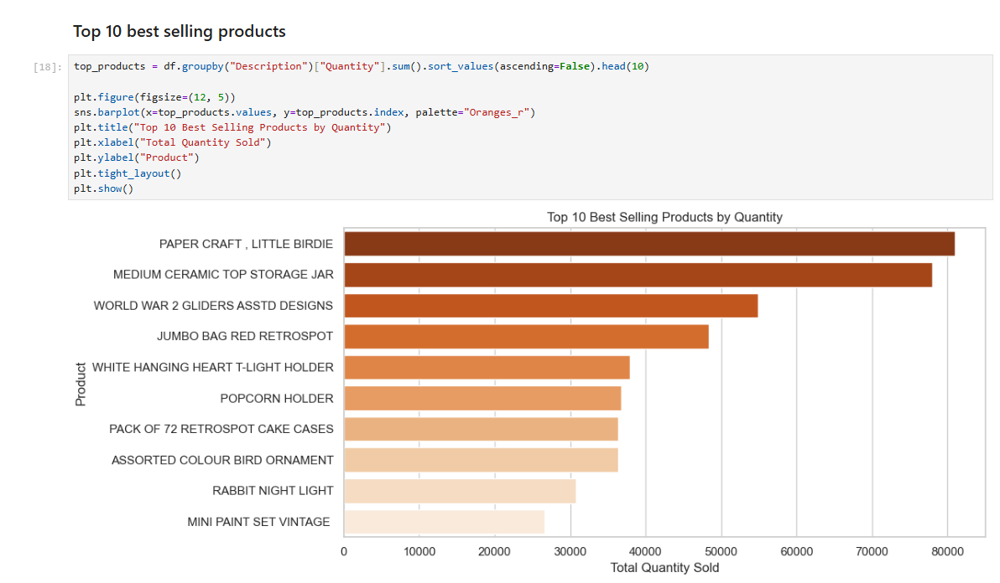 Top 10 best selling products
[18]:
top_products = df.groupby("Description")["Quantity"].sum().sort_values(ascending=False).head(10)
plt.figure(figsize=(12, 5))
sns.barplot(x=top_products.values, y=top_products.index, palette="Oranges_r")
plt.title("Top 10 Best Selling Products by Quantity")
plt.xlabel("Total Quantity Sold")
plt.ylabel("Product")
plt.tight_layout()
plt.show()
Top 10 Best Selling Products by Quantity
PAPER CRAFT , LITTLE BIRDIE
MEDIUM CERAMIC TOP STORAGE JAR
WORLD WAR 2 GLIDERS ASSTD DESIGNS
JUMBO BAG RED RETROSPOT
WHITE HANGING HEART T-LIGHT HOLDER
POPCORN HOLDER
PACK OF 72 RETROSPOT CAKE CASES
ASSORTED COLOUR BIRD ORNAMENT
RABBIT NIGHT LIGHT
MINI PAINT SET VINTAGE
Product
0 10000 20000 30000 40000 50000 60000 70000 80000
Total Quantity Sold